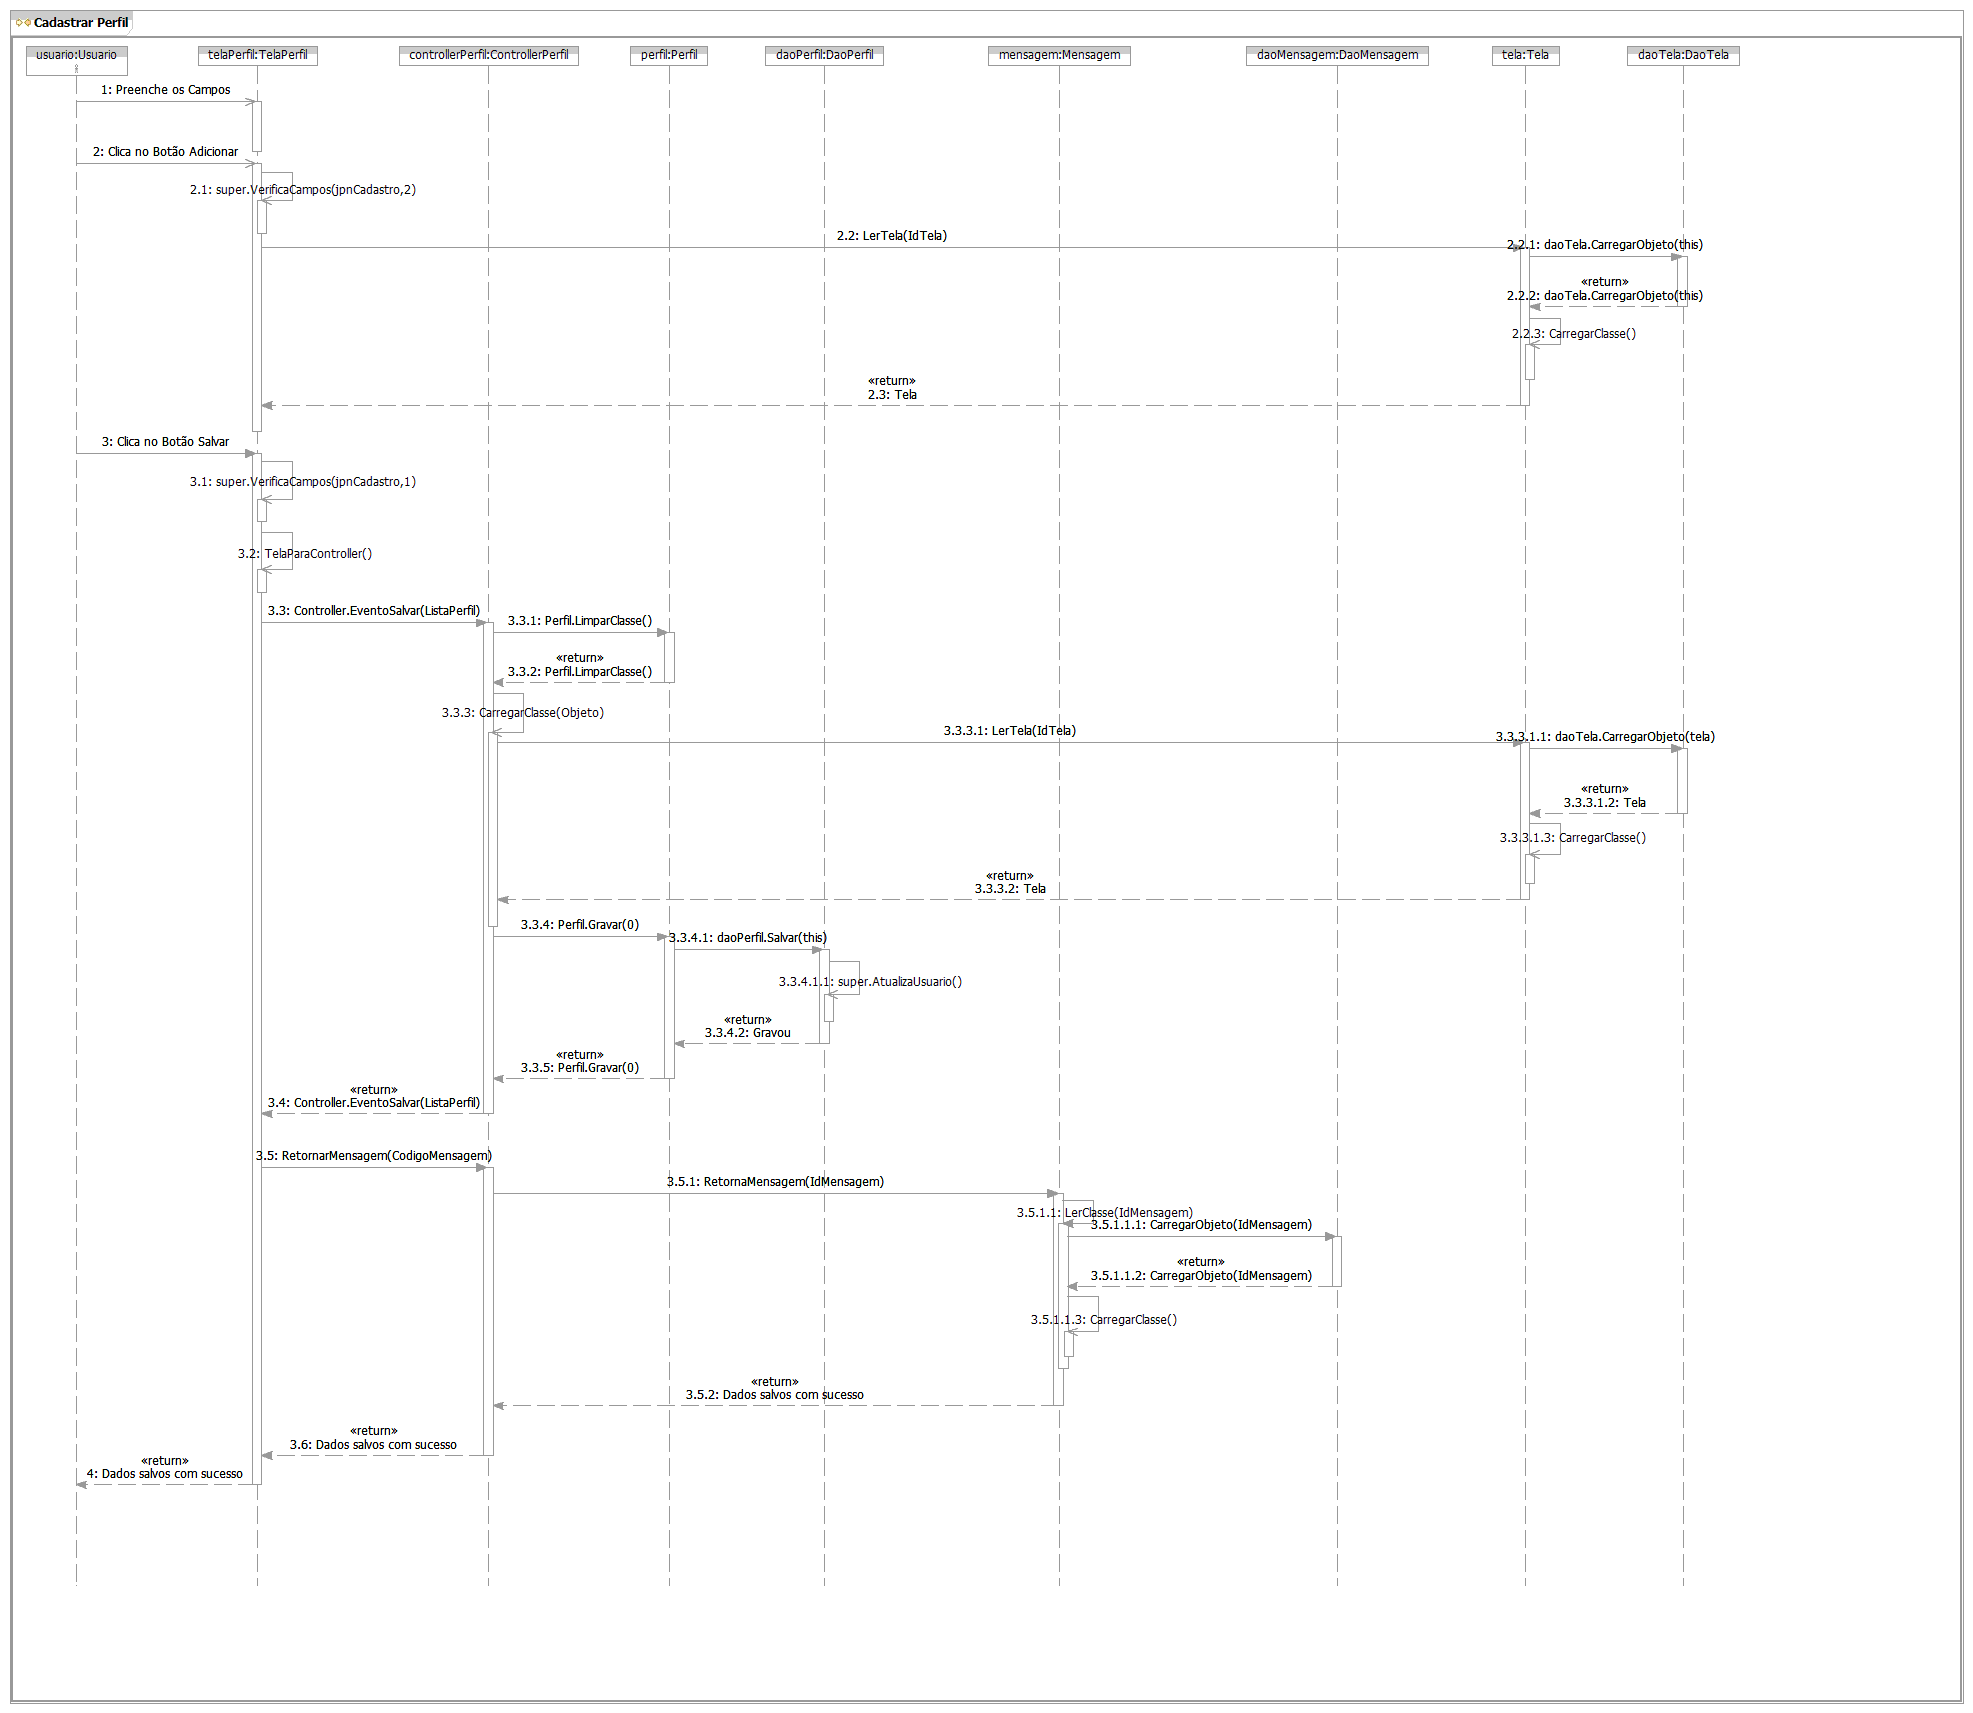 Cadastrar Perfil
usuario:Usuario
telaPerfil:TelaPerfil
controllerPerfil:ControllerPerfil
perfil:Perfil
daoPerfil:DaoPerfil
mensagem:Mensagem
daoMensagem:DaoMensagem
tela:Tela
daoTela:DaoTela
1: Preenche os Campos
2: Clica no Botão Adicionar
2.1: super.VerificaCampos(jpnCadastro,2)
2.2: LerTela(IdTela)
2.2.1: daoTela.CarregarObjeto(this)
«return»
2.2.2: daoTela.CarregarObjeto(this)
2.2.3: CarregarClasse()
«return»
2.3: Tela
3: Clica no Botão Salvar
3.1: super.VerificaCampos(jpnCadastro,1)
3.2: TelaParaController()
3.3: Controller.EventoSalvar(ListaPerfil)
3.3.1: Perfil.LimparClasse()
«return»
3.3.2: Perfil.LimparClasse()
3.3.3: CarregarClasse(Objeto)
3.3.3.1: LerTela(IdTela)
3.3.3.1.1: daoTela.CarregarObjeto(tela)
«return»
3.3.3.1.2: Tela
3.3.3.1.3: CarregarClasse()
«return»
3.3.3.2: Tela
3.3.4: Perfil.Gravar(0)
3.3.4.1: daoPerfil.Salvar(this)
3.3.4.1.1: super.AtualizaUsuario()
«return»
3.3.4.2: Gravou
«return»
3.3.5: Perfil.Gravar(0)
«return»
3.4: Controller.EventoSalvar(ListaPerfil)
3.5: RetornarMensagem(CodigoMensagem)
3.5.1: RetornaMensagem(IdMensagem)
3.5.1.1: LerClasse(IdMensagem)
3.5.1.1.1: CarregarObjeto(IdMensagem)
«return»
3.5.1.1.2: CarregarObjeto(IdMensagem)
3.5.1.1.3: CarregarClasse()
«return»
3.5.2: Dados salvos com sucesso
«return»
3.6: Dados salvos com sucesso
«return»
4: Dados salvos com sucesso